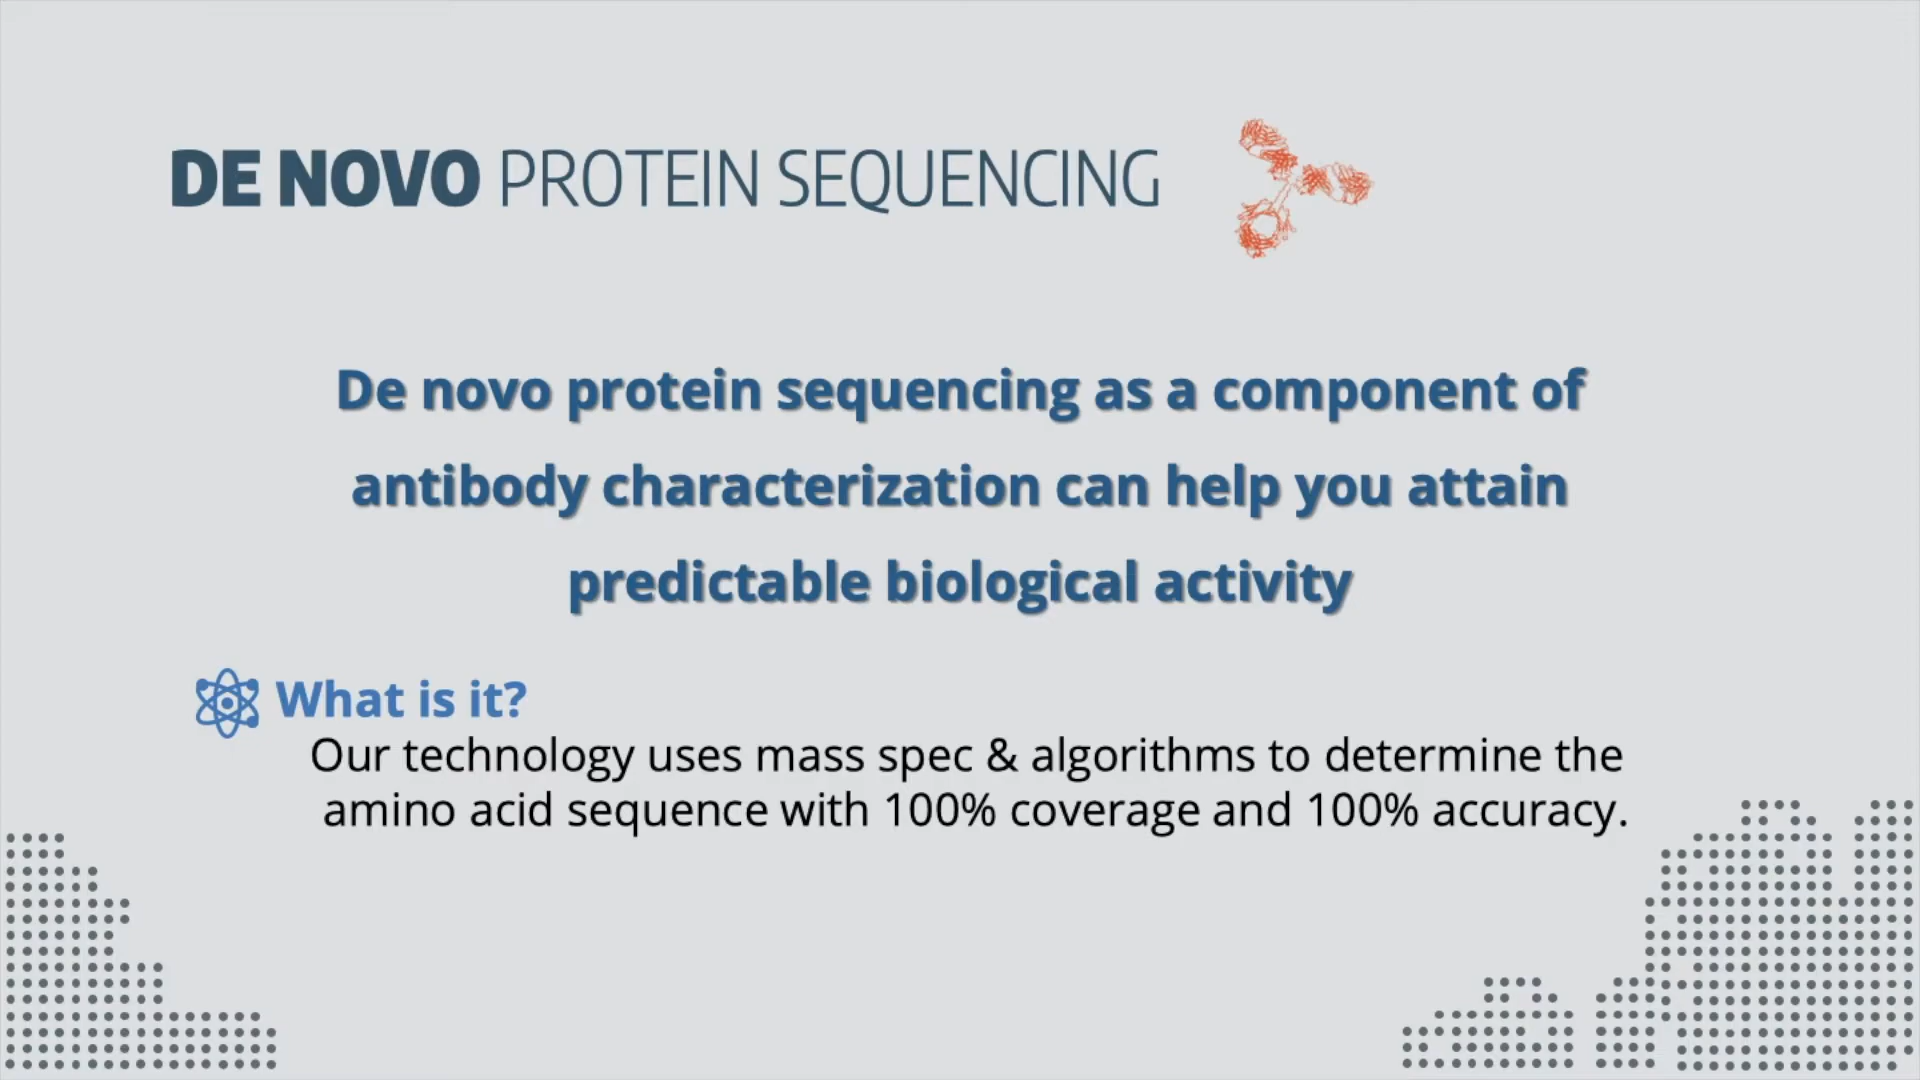 DE NOVO PROTEIN SEQUENCING
De novo protein sequencing as a component of
antibody characterization can help you attain
predictable biological activity
What is it?
Our technology uses mass spec & algorithms to determine the
amino acid sequence with 100% coverage and 100% accuracy.